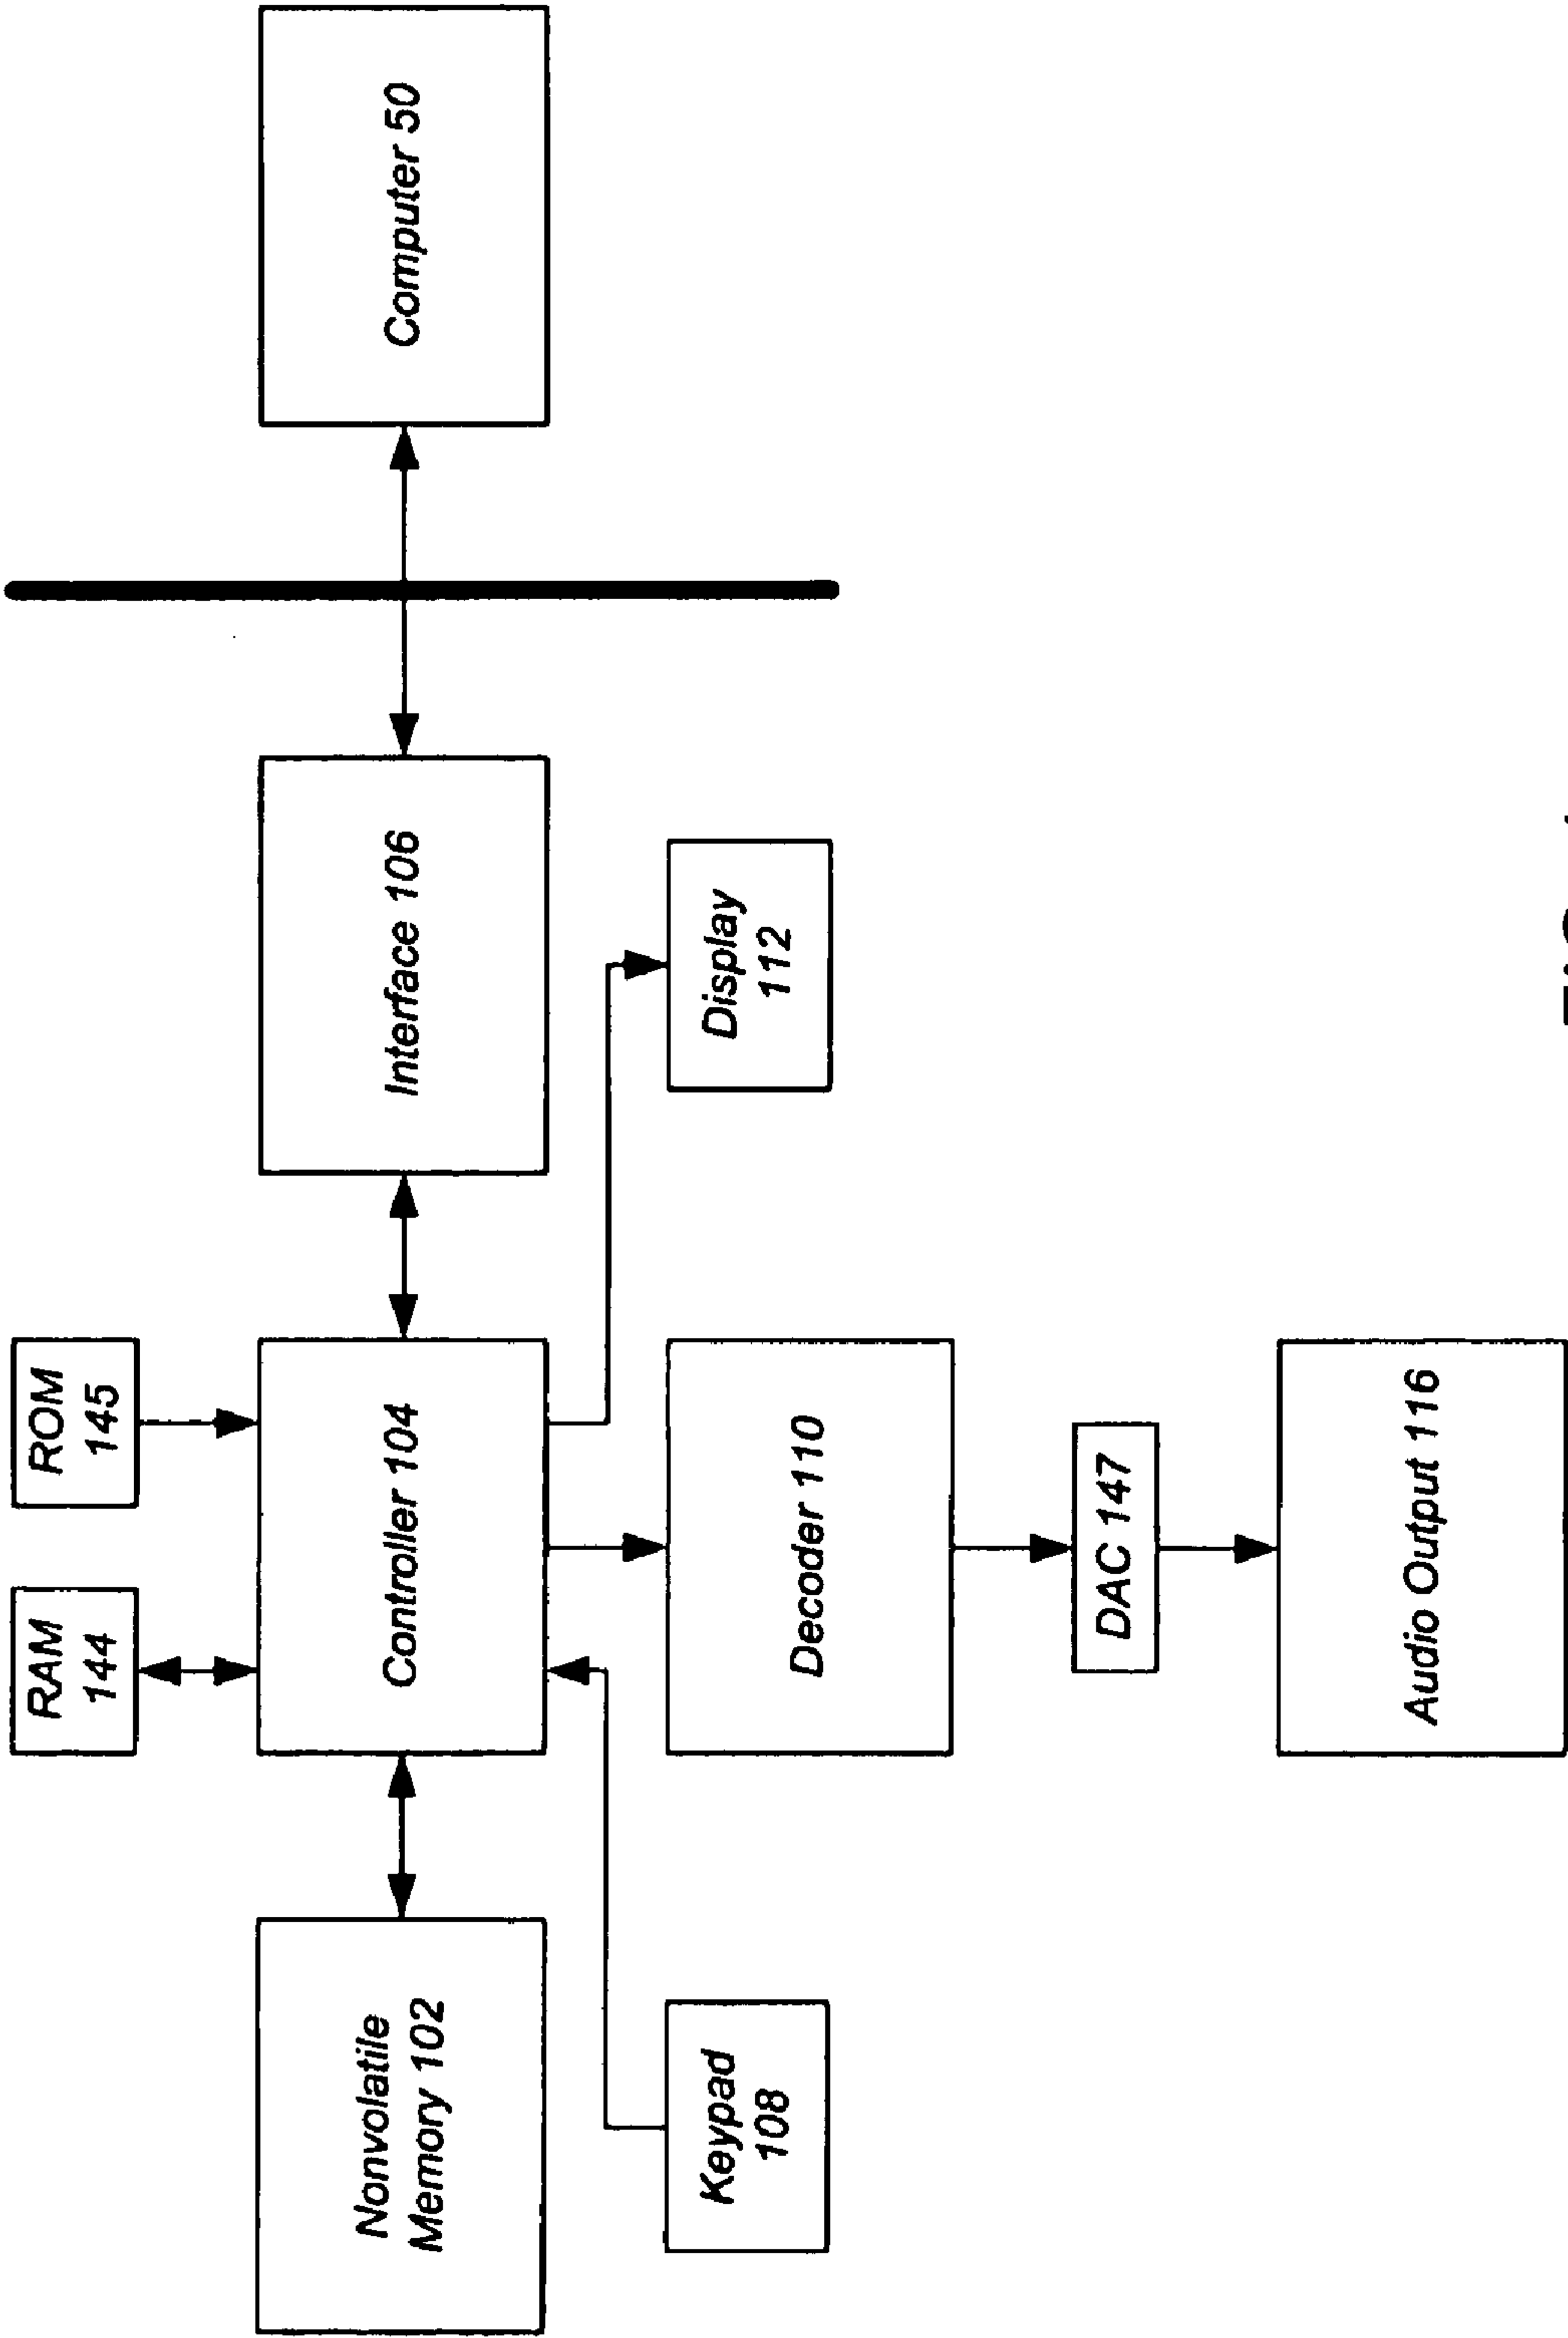 RAM
144
ROM
145
Nonvolatile
Memory 102
Controller 104
Interface 106
Computer 50
Keypad
108
Decoder 110
Display
112
DAC 147
Audio Output 116